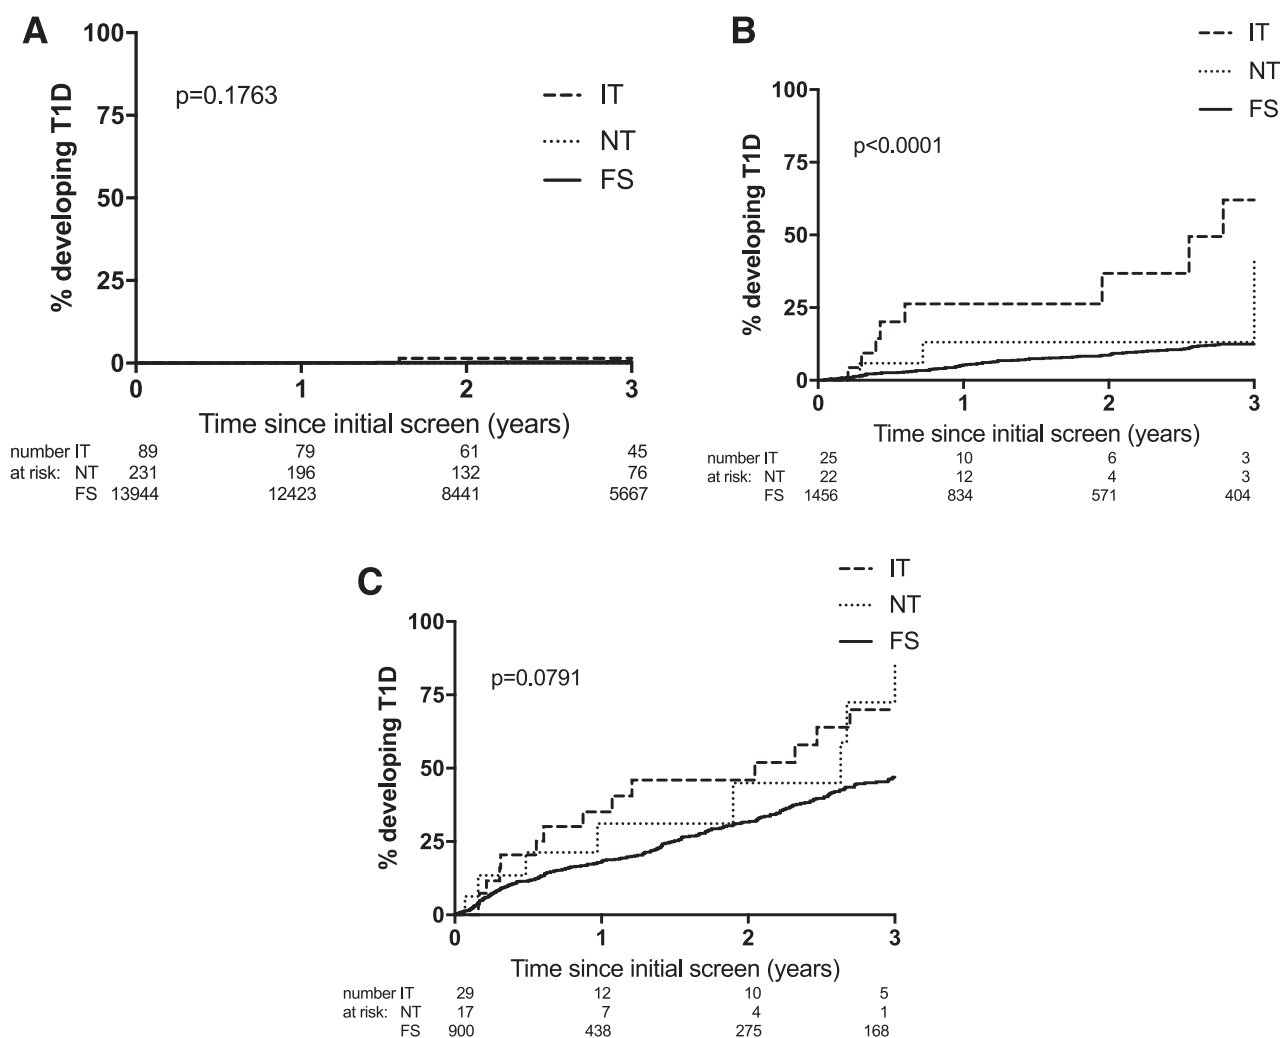 A
% developing T1D
100
75
50
25
0
p=0.1763
IT
NT
FS
0 1 2 3
Time since initial screen (years)
number IT 89 79 61 45
at risk: NT 231 196 132 76
FS 13944 12423 8441 5667
B
% developing T1D
100
75
50
25
0
p<0.0001
IT
NT
FS
0 1 2 3
Time since initial screen (years)
number IT 25 10 6 3
at risk: NT 22 12 4 3
FS 1456 834 571 404
C
% developing T1D
100
75
50
25
0
p=0.0791
IT
NT
FS
0 1 2 3
Time since initial screen (years)
number IT 29 12 10 5
at risk: NT 17 7 4 1
FS 900 438 275 168